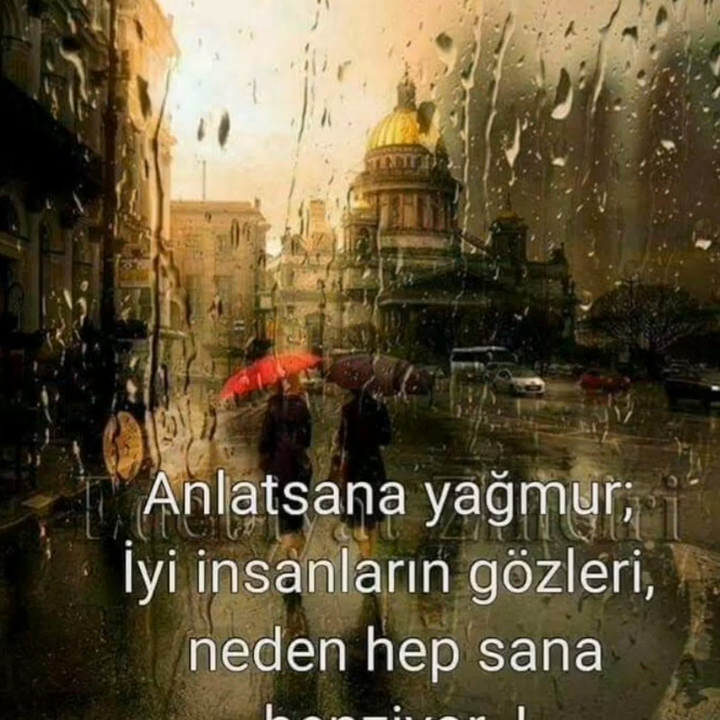 Anlatsana yağmur;
İyi insanların gözleri,
neden hep sana